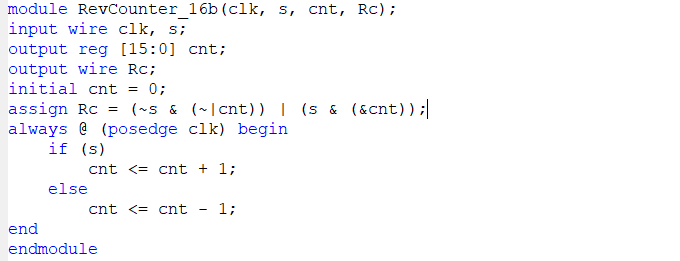 module RevCounter_16b(clk, s, cnt, Rc);
input wire clk, s;
output reg [15:0] cnt;
output wire Rc;
initial cnt = 0;
assign Rc = (~s & (~|cnt)) | (s & (&cnt));
always @ (posedge clk) begin
    if (s)
        cnt <= cnt + 1;
    else
        cnt <= cnt - 1;
end
endmodule